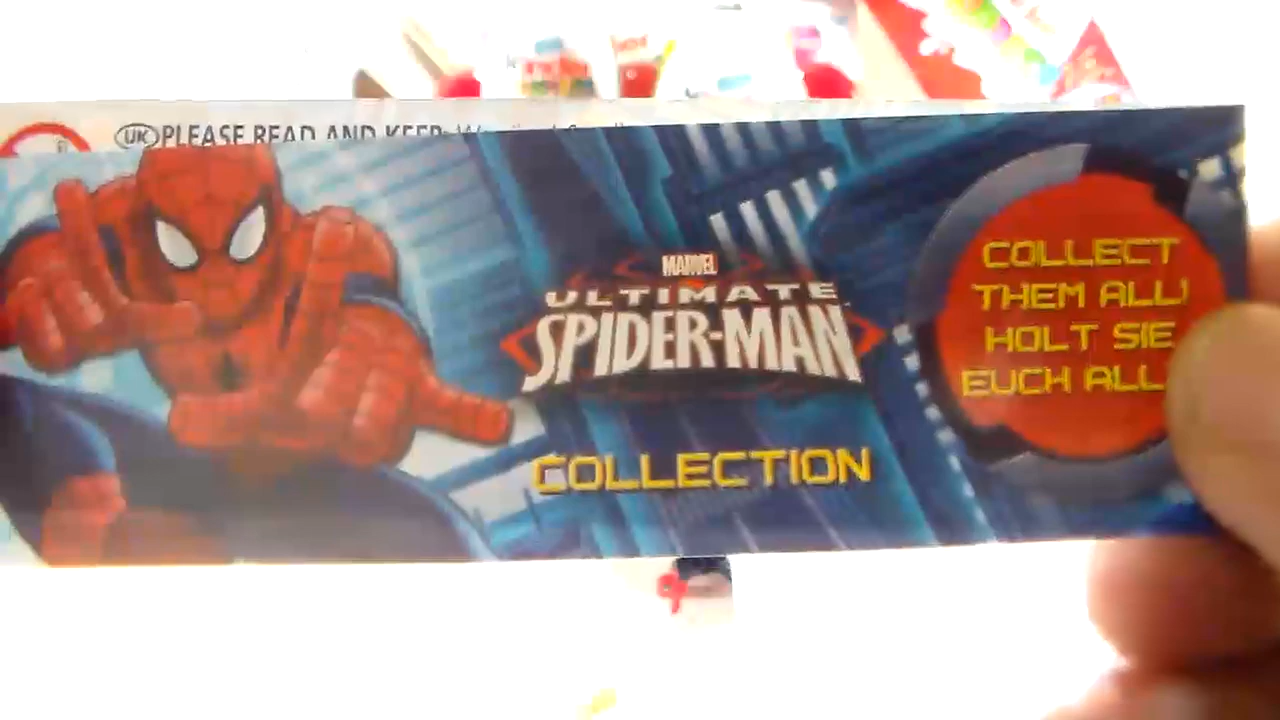 UK PLEASE READ AND KEEP:
MARVEL
ULTIMATE
SPIDER-MAN
COLLECTION
COLLECT
THEM ALL!
HOLT SIE
EUCH ALL